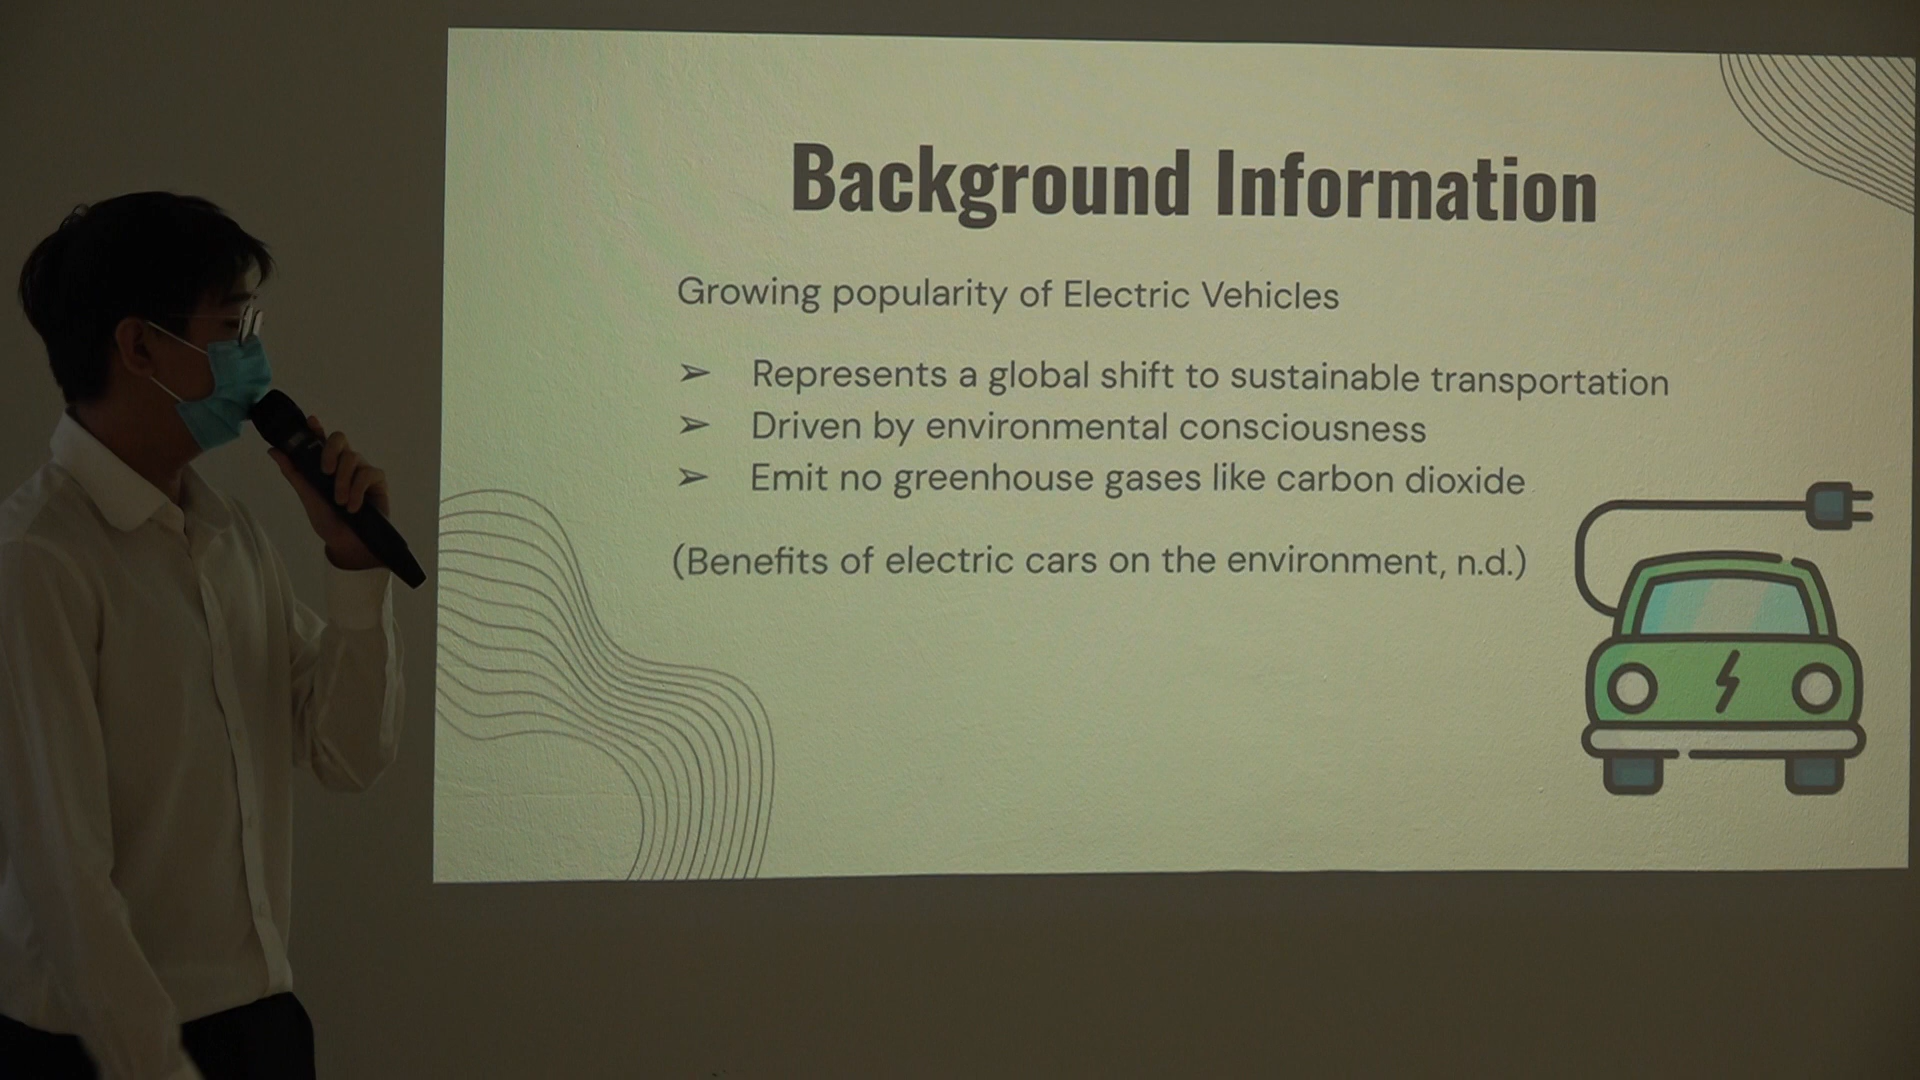 Background Information
Growing popularity of Electric Vehicles
➢ Represents a global shift to sustainable transportation
➢ Driven by environmental consciousness
➢ Emit no greenhouse gases like carbon dioxide
(Benefits of electric cars on the environment, n.d.)